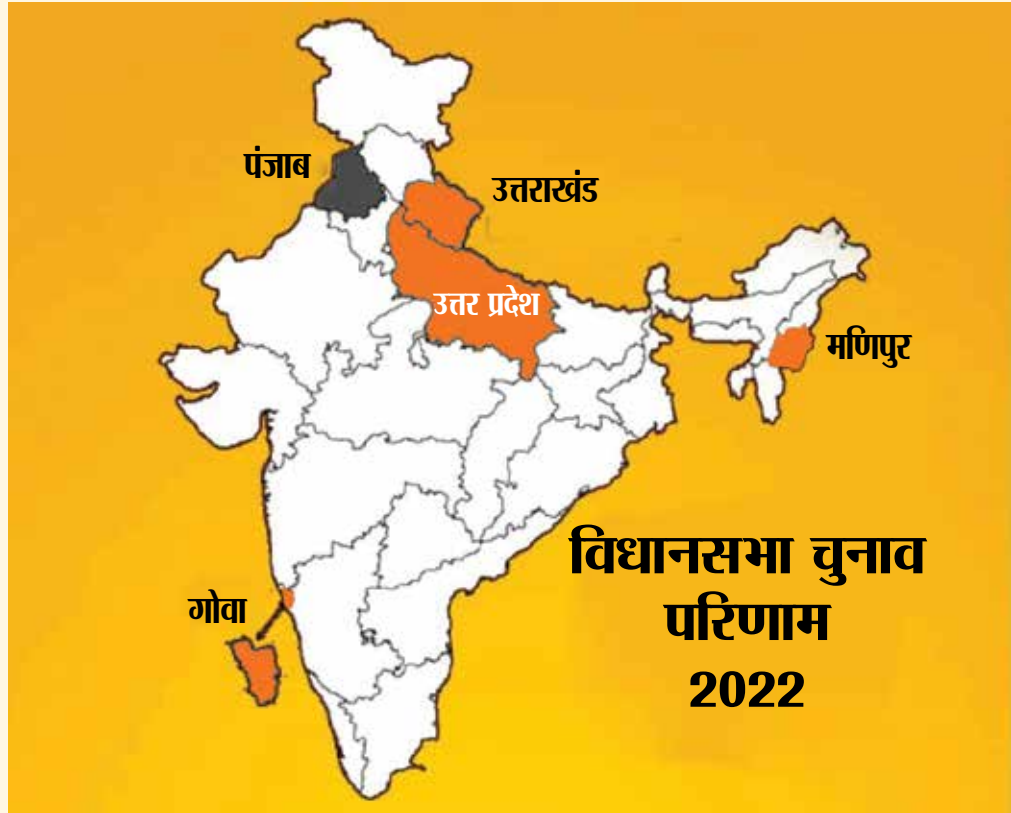 पंजाब
उत्तराखंड
उत्तर प्रदेश
मणिपुर
गोवा
विधानसभा चुनाव
परिणाम
2022